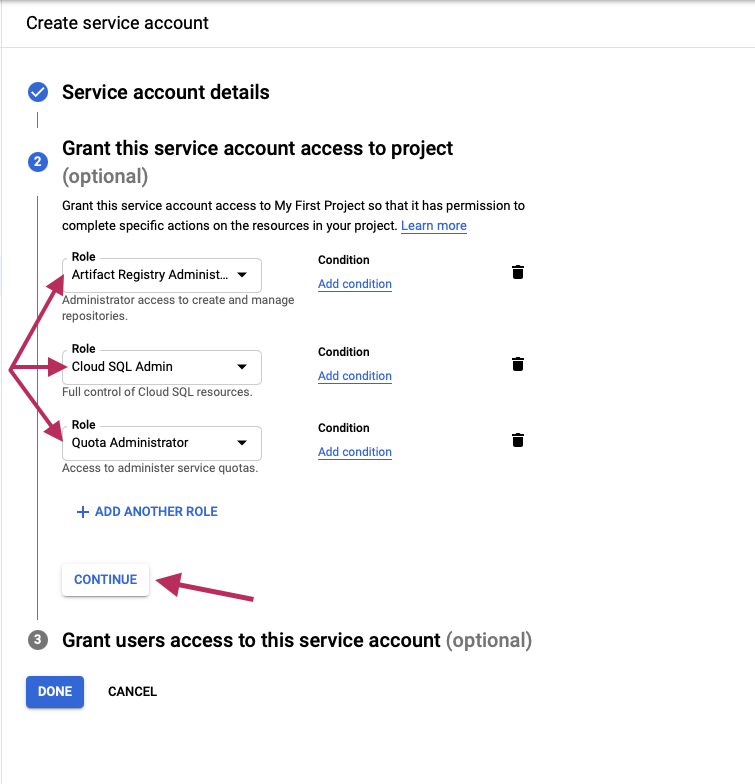 Create service account
Service account details
2
Grant this service account access to project
(optional)
Grant this service account access to My First Project so that it has permission to
complete specific actions on the resources in your project. Learn more
Role
Artifact Registry Administ...
Condition
Add condition
Administrator access to create and manage
repositories.
Role
Cloud SQL Admin
Condition
Add condition
Full control of Cloud SQL resources.
Role
Quota Administrator
Condition
Add condition
Access to administer service quotas.
+ ADD ANOTHER ROLE
CONTINUE
3
Grant users access to this service account (optional)
DONE
CANCEL